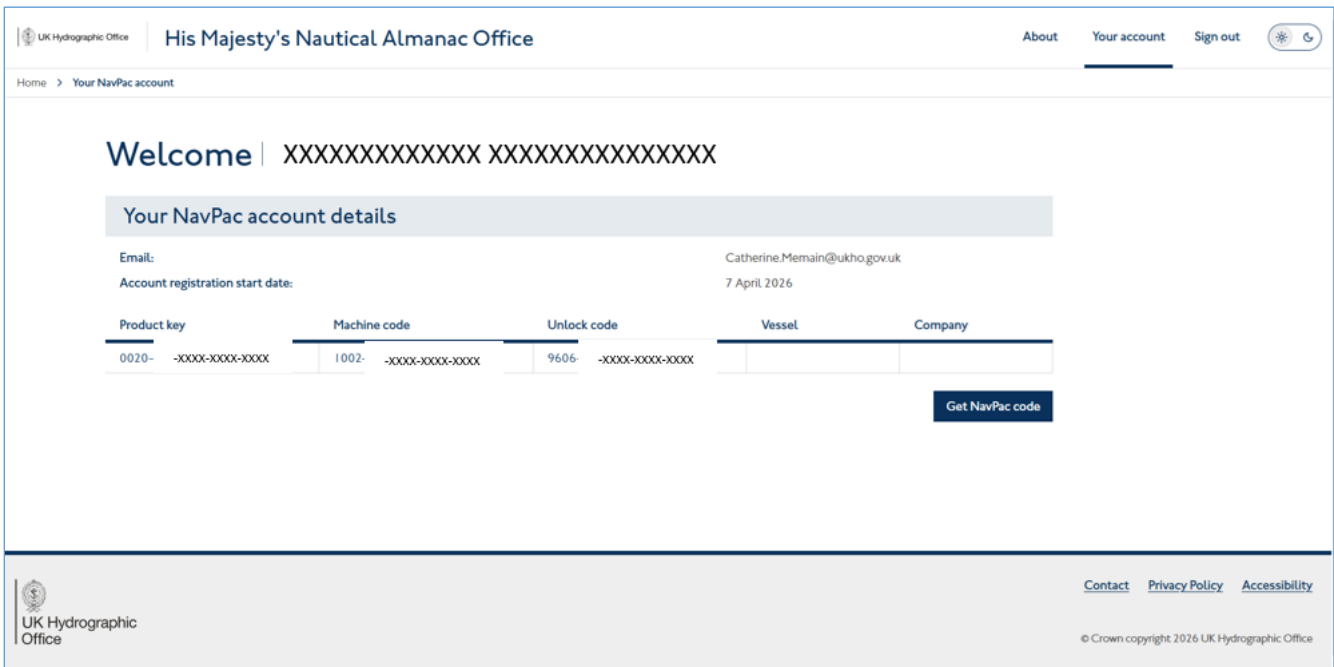 UK Hydrographic Office
His Majesty's Nautical Almanac Office
About Your account Sign out
Home > Your NavPac account
Welcome | XXXXXXXXXXXXX XXXXXXXXXXXXXXX
Your NavPac account details
Email: Catherine.Memain@ukho.gov.uk
Account registration start date: 7 April 2026
Product key Machine code Unlock code Vessel Company
0020- -XXXX-XXXX-XXXX 1002- -XXXX-XXXX-XXXX 9606- -XXXX-XXXX-XXXX
Get NavPac code
Contact Privacy Policy Accessibility
UK Hydrographic
Office
© Crown copyright 2026 UK Hydrographic Office